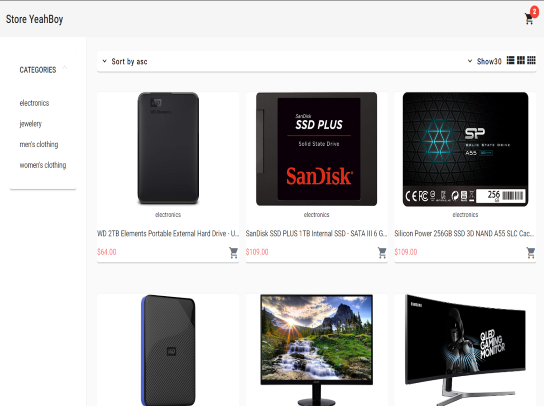 Store YeahBoy
2
CATEGORIES
electronics
jewelery
men's clothing
women's clothing
Sort by asc
Show30
SanDisk
SSD PLUS
Solid State Drive
SanDisk
SP
SILICON POWER
A55
256
electronics
electronics
electronics
WD 2TB Elements Portable External Hard Drive - U...
SanDisk SSD PLUS 1TB Internal SSD - SATA III 6 G...
Silicon Power 256GB SSD 3D NAND A55 SLC Cac...
$64.00
$109.00
$109.00
WD
QLED
GAMING
MONITOR